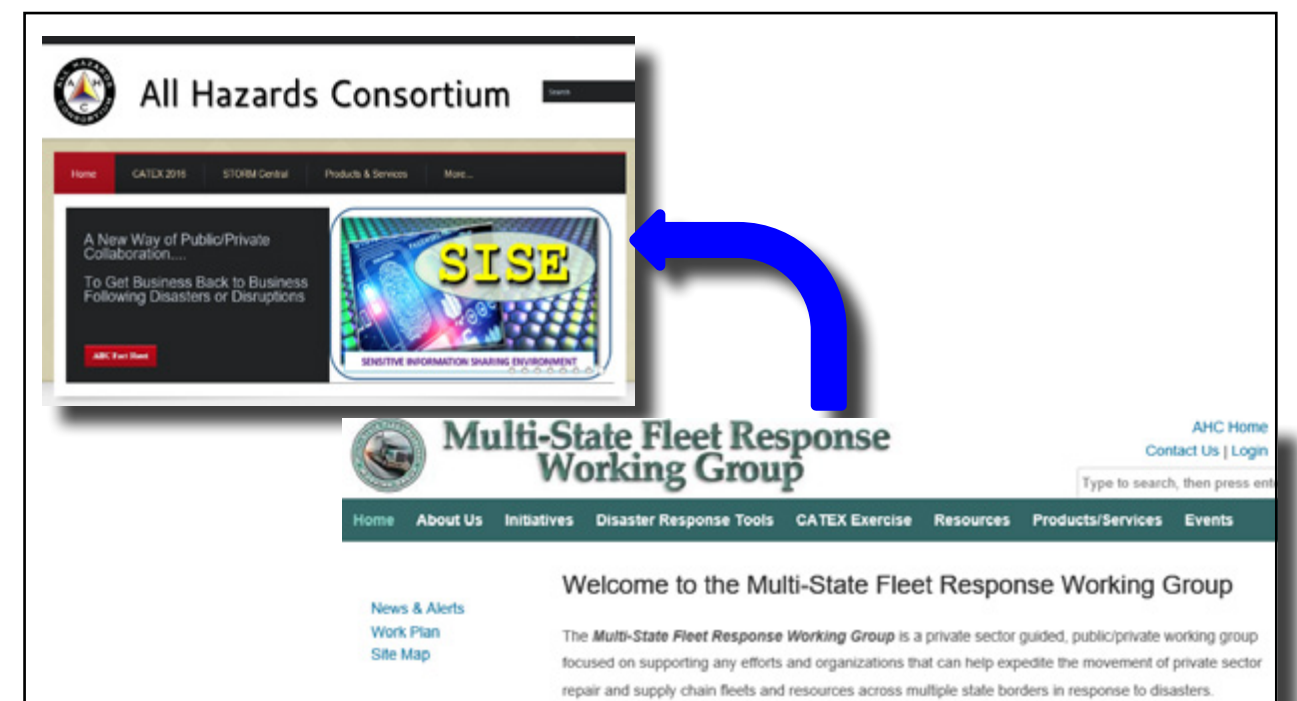 ALL HAZARDS CONSORTIUM
A H C
All Hazards Consortium
Search
Home CATEX 2016 STORM Central Products & Services More...
A New Way of Public/Private
Collaboration....
To Get Business Back to Business
Following Disasters or Disruptions
AHC Fact Sheet
PASSWORD
SISE
SENSITIVE INFORMATION SHARING ENVIRONMENT
Multi-State Fleet Response
Working Group
AHC Home
Contact Us | Login
Type to search, then press ente
Home About Us Initiatives Disaster Response Tools CATEX Exercise Resources Products/Services Events
News & Alerts
Work Plan
Site Map
Welcome to the Multi-State Fleet Response Working Group
The Multi-State Fleet Response Working Group is a private sector guided, public/private working group
focused on supporting any efforts and organizations that can help expedite the movement of private sector
repair and supply chain fleets and resources across multiple state borders in response to disasters.